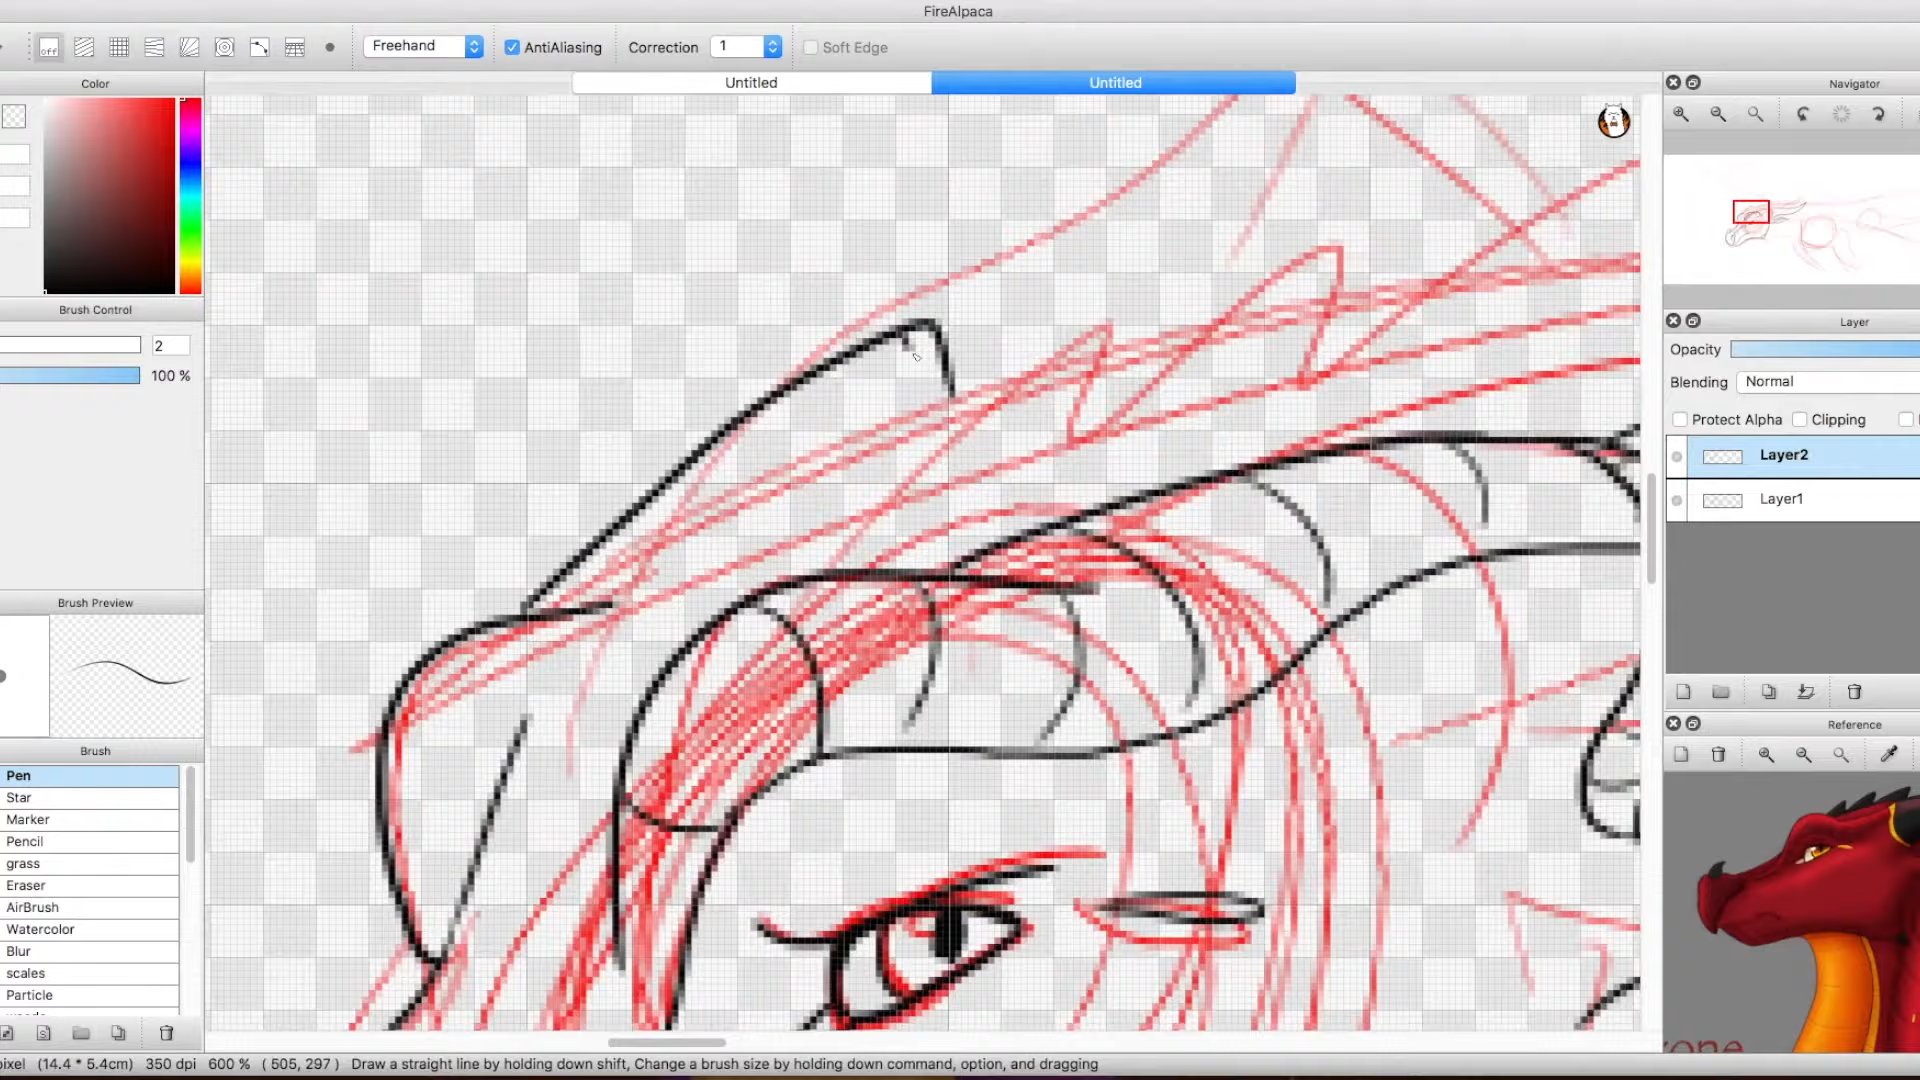 FireAlpaca
off
Freehand
AntiAliasing
Correction
1
Soft Edge
Color
Untitled
Untitled
Navigator
Brush Control
2
100 %
Layer
Opacity
Blending
Normal
Protect Alpha
Clipping
Layer2
Layer1
Brush Preview
Reference
Brush
Pen
Star
Marker
Pencil
grass
Eraser
AirBrush
Watercolor
Blur
scales
Particle
pixel (14.4 * 5.4cm) 350 dpi 600 % ( 505, 297 ) Draw a straight line by holding down shift, Change a brush size by holding down command, option, and dragging